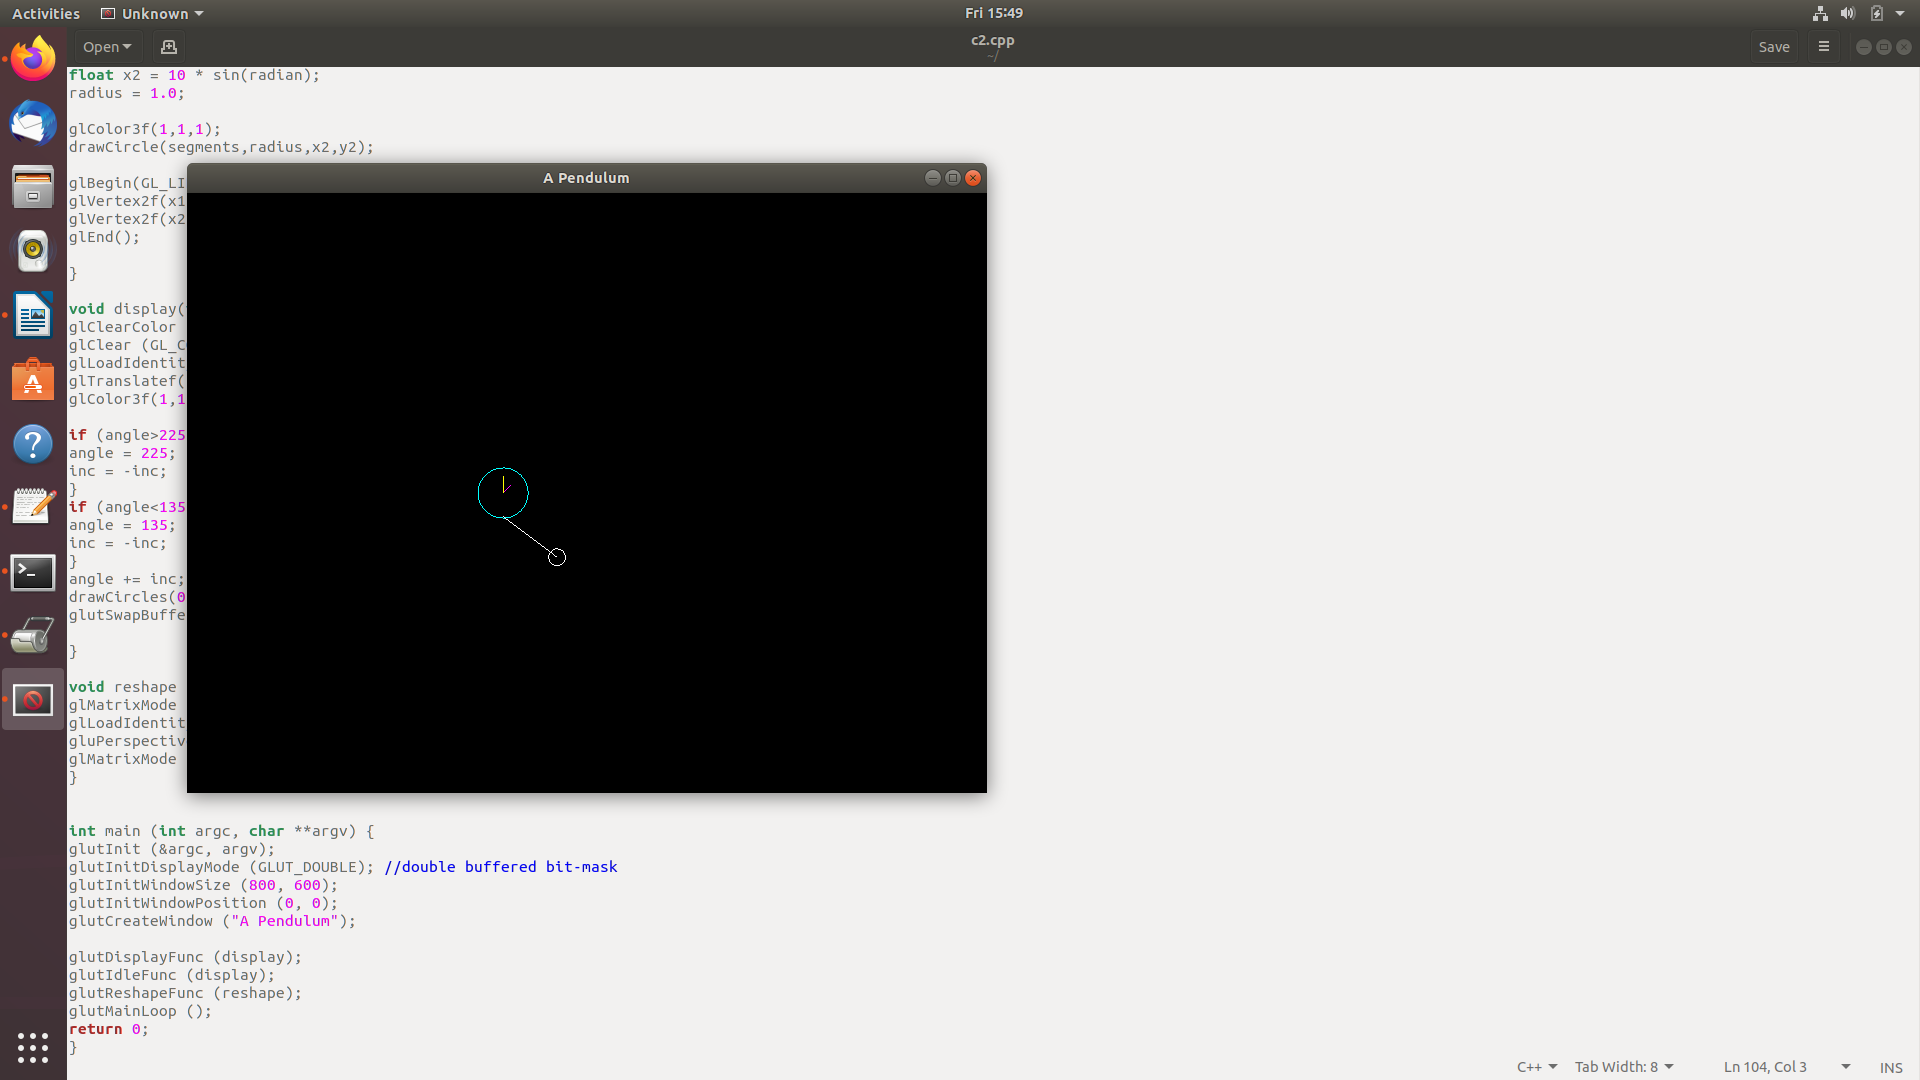 Activities
Unknown
Fri 15:49
Open
c2.cpp
~/
Save
float x2 = 10 * sin(radian);
radius = 1.0;
glColor3f(1,1,1);
drawCircle(segments,radius,x2,y2);
A Pendulum
glBegin(GL_LI
glVertex2f(x1
glVertex2f(x2
glEnd();
}
void display(
glClearColor
glClear (GL_C
glLoadIdentit
glTranslatef(
glColor3f(1,1
if (angle>225
angle = 225;
inc = -inc;
}
if (angle<135
angle = 135;
inc = -inc;
}
angle += inc;
drawCircles(0
glutSwapBuffe
}
void reshape
glMatrixMode
glLoadIdentit
gluPerspectiv
glMatrixMode
}
int main (int argc, char **argv) {
glutInit (&argc, argv);
glutInitDisplayMode (GLUT_DOUBLE); //double buffered bit-mask
glutInitWindowSize (800, 600);
glutInitWindowPosition (0, 0);
glutCreateWindow ("A Pendulum");
glutDisplayFunc (display);
glutIdleFunc (display);
glutReshapeFunc (reshape);
glutMainLoop ();
return 0;
}
C++
Tab Width: 8
Ln 104, Col 3
INS